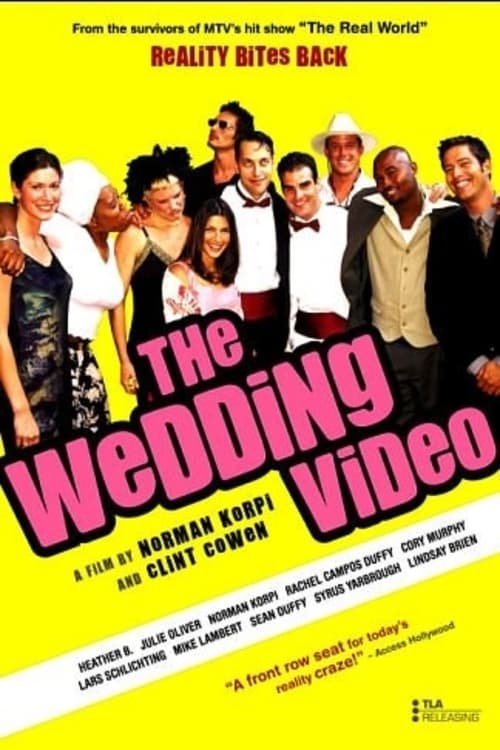 From the survivors of MTV's hit show "The Real World"
REALITY BITES BACK
THE
WEDDING
VIDEO
A FILM BY NORMAN KORPI
AND CLINT COWEN
HEATHER B. JULIE OLIVER NORMAN KORPI RACHEL CAMPOS DUFFY CORY MURPHY
LARS SCHLICHTING MIKE LAMBERT SEAN DUFFY SYRUS YARBROUGH LINDSAY BRIEN
"A front row seat for today's
reality craze!" - Access Hollywood
TLA
RELEASING